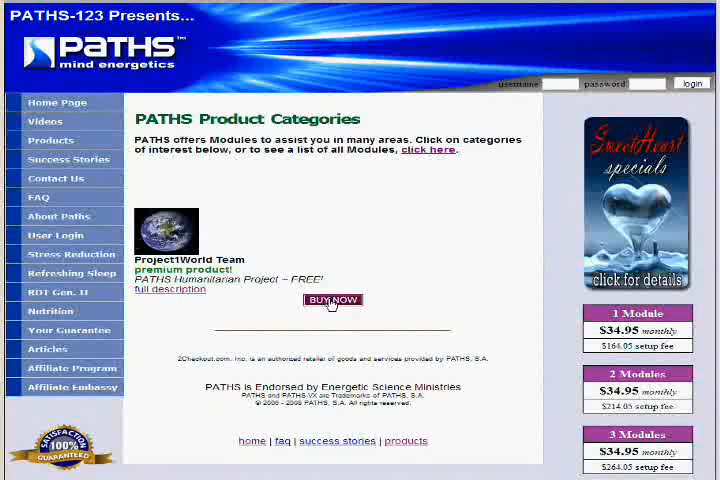 PATHS-123 Presents...
PATHS™
mind energetics
username
password
login
Home Page
Videos
Products
Success Stories
Contact Us
FAQ
About Paths
User Login
Stress Reduction
Refreshing Sleep
RDT Gen. II
Nutrition
Your Guarantee
Articles
Affiliate Program
Affiliate Embassy
SATISFACTION
100%
GUARANTEED
PATHS Product Categories
PATHS offers Modules to assist you in many areas. Click on categories
of interest below, or to see a list of all Modules, click here.
Project1World Team
premium product!
PATHS Humanitarian Project – FREE!
full description
BUY NOW
2Checkout.com, Inc. is an authorized retailer of goods and services provided by PATHS, S.A.
PATHS is Endorsed by Energetic Science Ministries
PATHS and PATHS-VX are Trademarks of PATHS, S.A.
All rights reserved.
home | faq | success stories | products
SweetHeart
specials
click for details
1 Module
$34.95 monthly
$164.05 setup fee
2 Modules
$34.95 monthly
$214.05 setup fee
3 Modules
$34.95 monthly
$264.05 setup fee